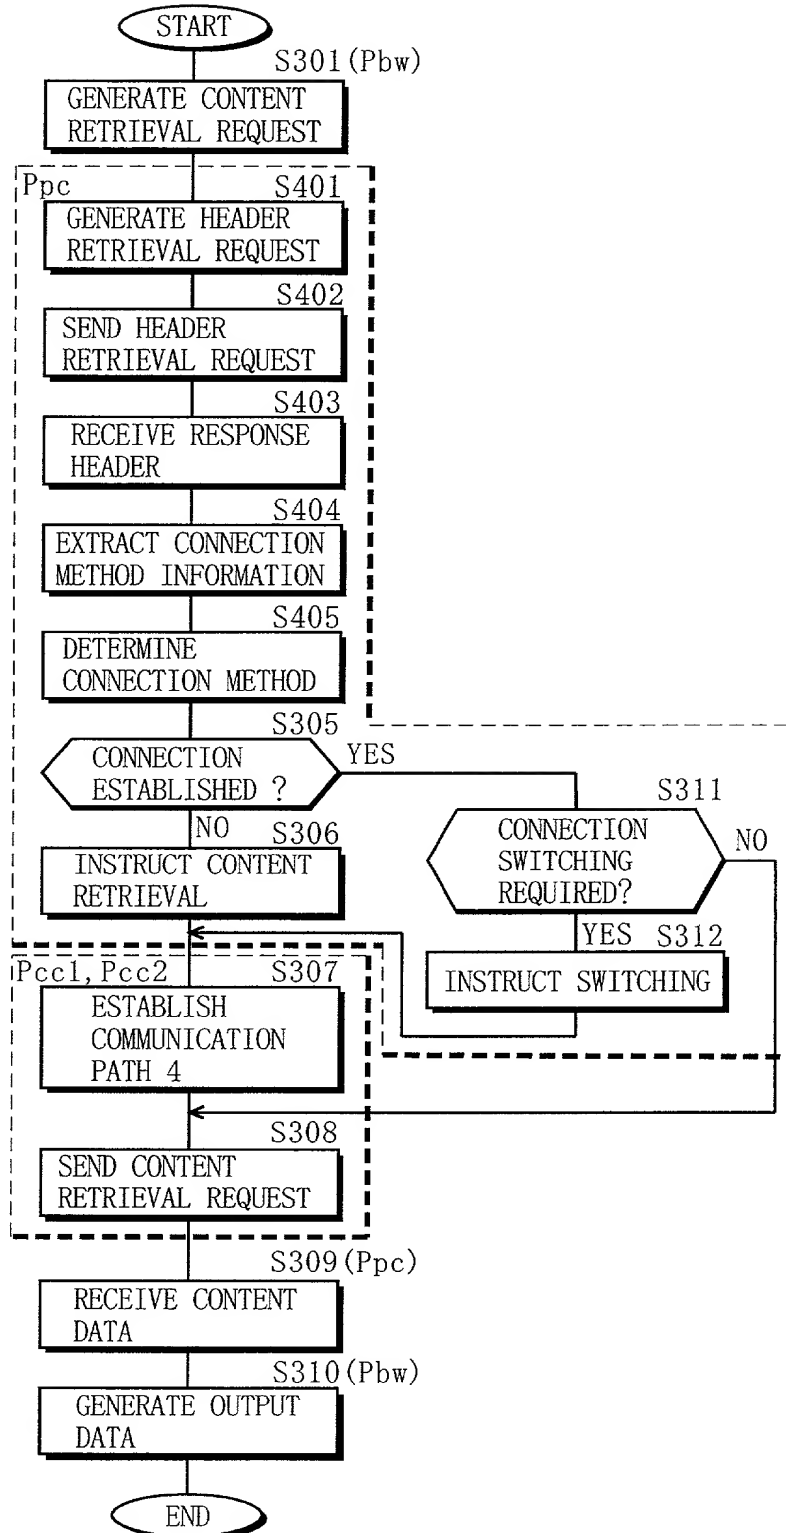 START
S301(Pbw)
GENERATE CONTENT
RETRIEVAL REQUEST
Ppc
S401
GENERATE HEADER
RETRIEVAL REQUEST
S402
SEND HEADER
RETRIEVAL REQUEST
S403
RECEIVE RESPONSE
HEADER
S404
EXTRACT CONNECTION
METHOD INFORMATION
S405
DETERMINE
CONNECTION METHOD
S305
CONNECTION
ESTABLISHED ?
YES
NO
S306
INSTRUCT CONTENT
RETRIEVAL
S311
CONNECTION
SWITCHING
REQUIRED?
NO
YES
S312
INSTRUCT SWITCHING
Pcc1, Pcc2
S307
ESTABLISH
COMMUNICATION
PATH 4
S308
SEND CONTENT
RETRIEVAL REQUEST
S309(Ppc)
RECEIVE CONTENT
DATA
S310(Pbw)
GENERATE OUTPUT
DATA
END